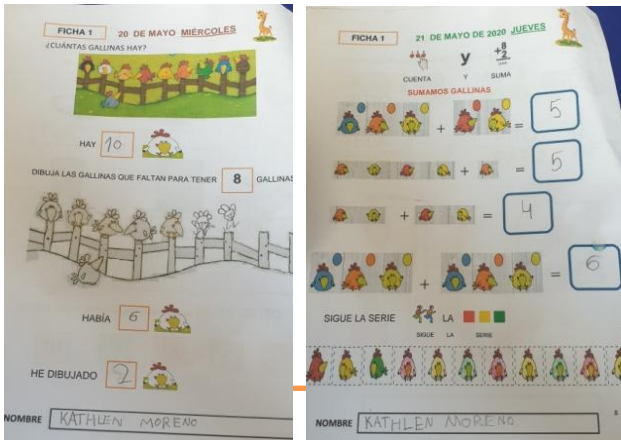 FICHA 1 20 DE MAYO MIÉRCOLES
¿CUÁNTAS GALLINAS HAY?
HAY 10
DIBUJA LAS GALLINAS QUE FALTAN PARA TENER 8 GALLINAS
HABÍA 6
HE DIBUJADO 2
NOMBRE KATHLEN MORENO
FICHA 1 21 DE MAYO DE 2020 JUEVES
y +8 2
CUENTA Y SUMA
SUMAMOS GALLINAS
+ = 5
+ = 5
+ = 4
+ = 6
SIGUE LA SERIE LA
SIGUE LA SERIE
NOMBRE KATHLEN MORENO